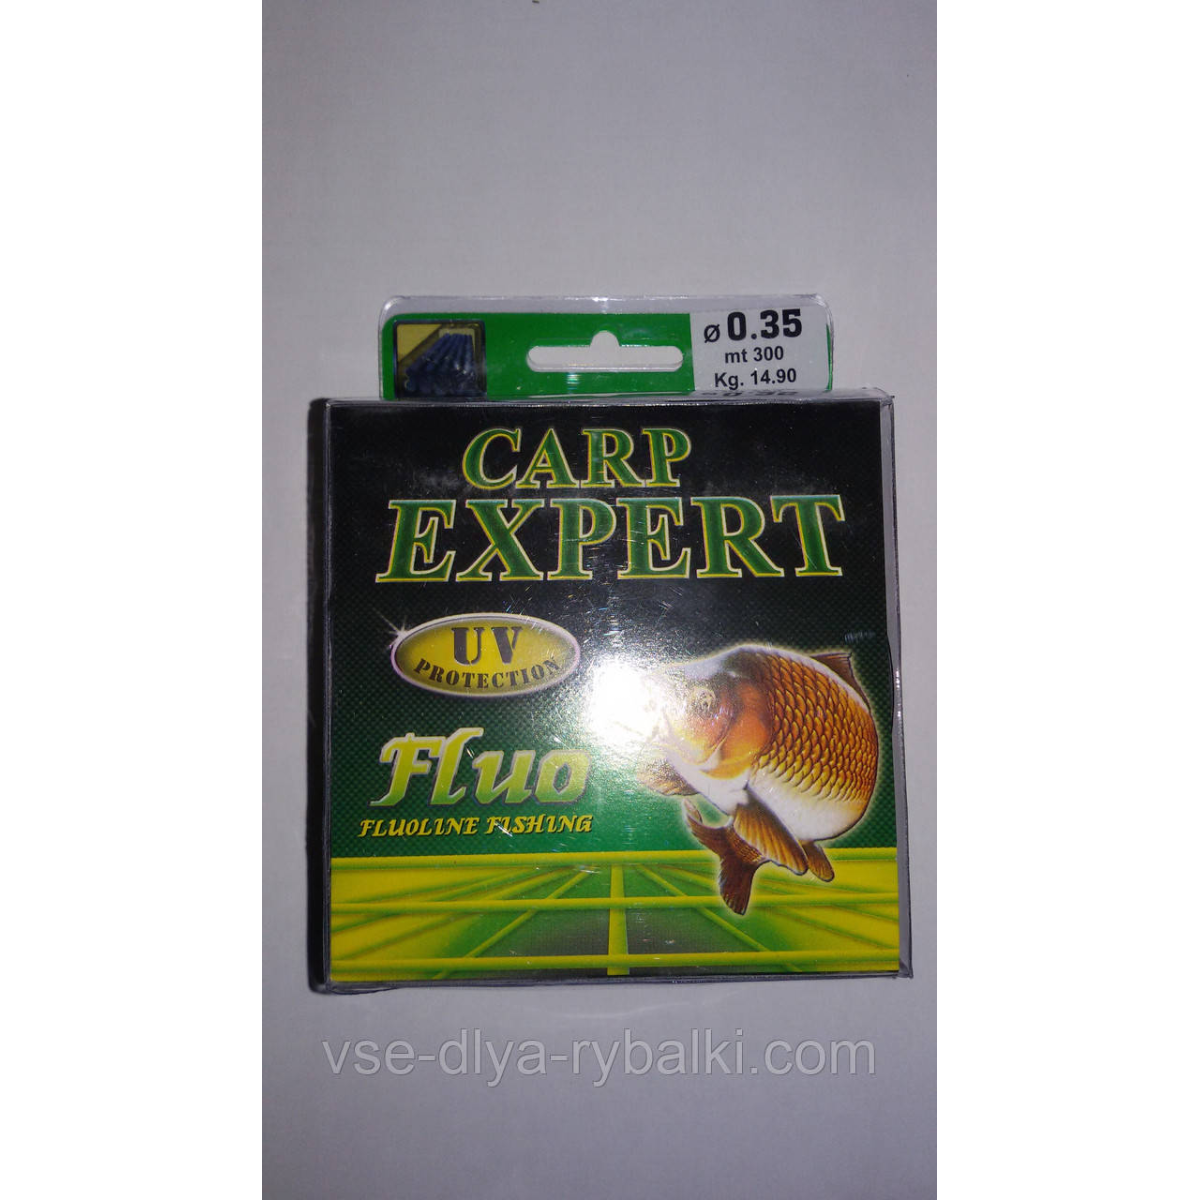 ø 0.35
mt 300
Kg. 14.90
CARP
EXPERT
UV
PROTECTION
Fluo
FLUOLINE FISHING
vse-dlya-rybalki.com